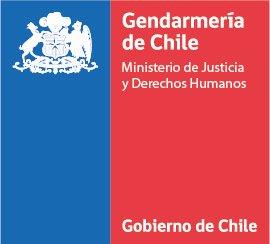 Gendarmería
de Chile
Ministerio de Justicia
y Derechos Humanos
Gobierno de Chile